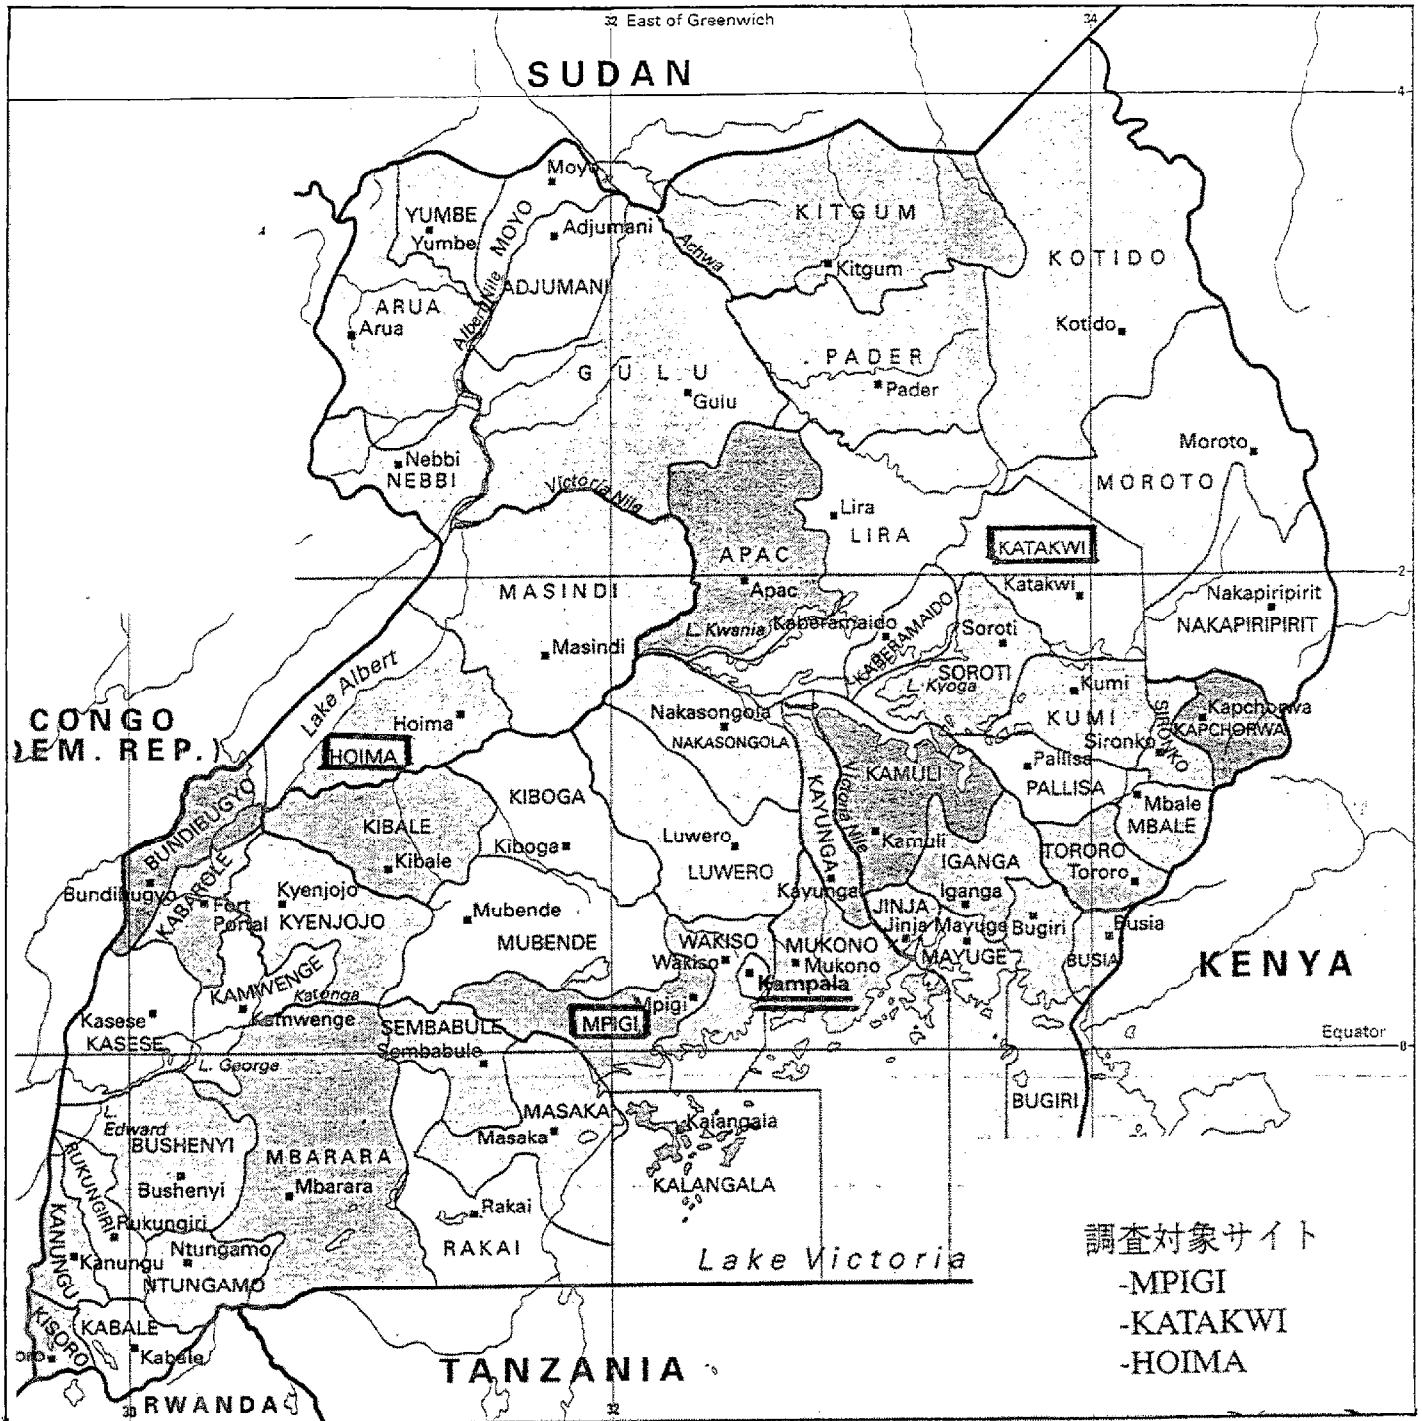 32 East of Greenwich
34
SUDAN
4
Moyo
YUMBE
Yumbe
MOYO
Adjumani
ADJUMANI
Albert Nile
Achwa
KITGUM
Kitgum
KOTIDO
Kotido
ARUA
Arua
GULU
Gulu
PADER
Pader
Nebbi
NEBBI
Victoria Nile
Moroto
MOROTO
Lira
LIRA
KATAKWI
Katakwi
APAC
Apac
2
MASINDI
Masindi
L. Kwania
Kaberamaido
KABERAMAIDO
Soroti
SOROTI
L. Kyoga
Nakapiripirit
NAKAPIRIPIRIT
Kumi
KUMI
Kapchorwa
KAPCHORWA
Sironko
SIRONKO
Lake Albert
CONGO
DEM. REP.)
Hoima
HOIMA
Nakasongola
NAKASONGOLA
KAMULI
Kamuli
Victoria Nile
KAYUNGA
Kayunga
Pallisa
PALLISA
Mbale
MBALE
BUNDIBUGYO
Bundibugyo
KIBALE
Kibale
KIBOGA
Kiboga
Luwero
LUWERO
IGANGA
Iganga
TORORO
Tororo
KABAROLE
Fort
Portal
Kyenjojo
KYENJOJO
Mubende
MUBENDE
WAKISO
Wakiso
MUKONO
Mukono
Kampala
JINJA
Jinja
Mayuge
MAYUGE
Bugiri
Busia
BUSIA
KENYA
KAMWENGE
Kamwenge
Katonga
Kasese
KASESE
SEMBABULE
Sembabule
Mpigi
MPIGI
Equator
0
L. George
L.
Edward
BUSHENYI
Bushenyi
MBARARA
Mbarara
MASAKA
Masaka
Kalangala
KALANGALA
BUGIRI
RUKUNGIRI
Rukungiri
KANUNGU
Kanungu
Ntungamo
NTUNGAMO
Rakai
RAKAI
Lake Victoria
KISORO
oro
KABALE
Kabale
TANZANIA
RWANDA
30
32
調査対象サイト
-MPIGI
-KATAKWI
-HOIMA